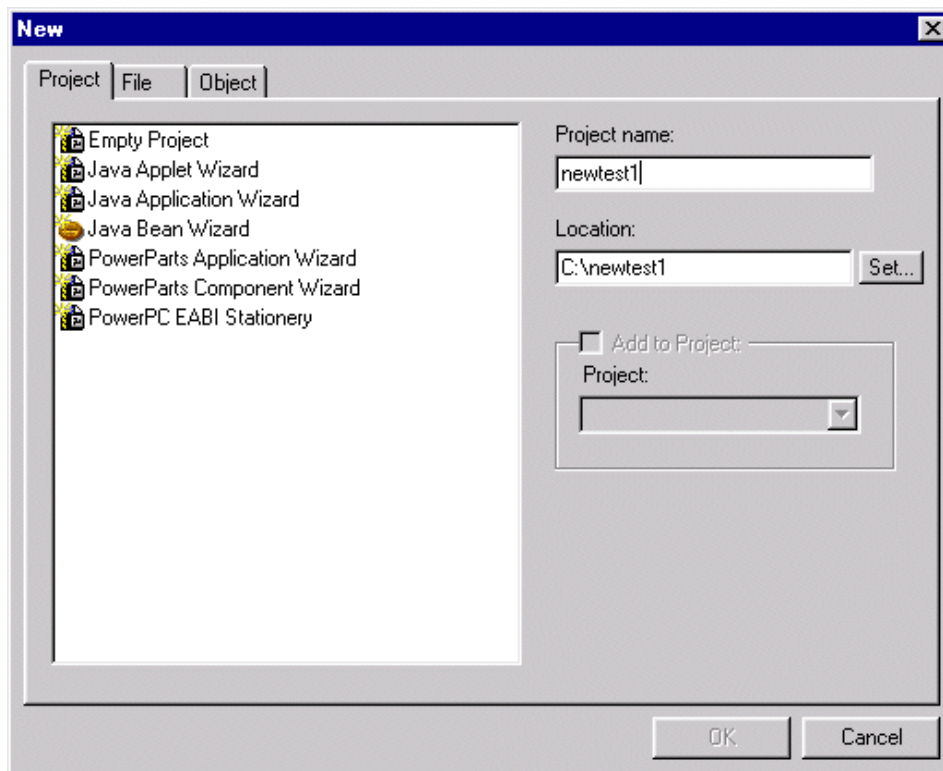 New
Project File Object
Empty Project
Java Applet Wizard
Java Application Wizard
Java Bean Wizard
PowerParts Application Wizard
PowerParts Component Wizard
PowerPC EABI Stationery
Project name:
newtest1
Location:
C:\newtest1
Set...
Add to Project:
Project:
OK Cancel